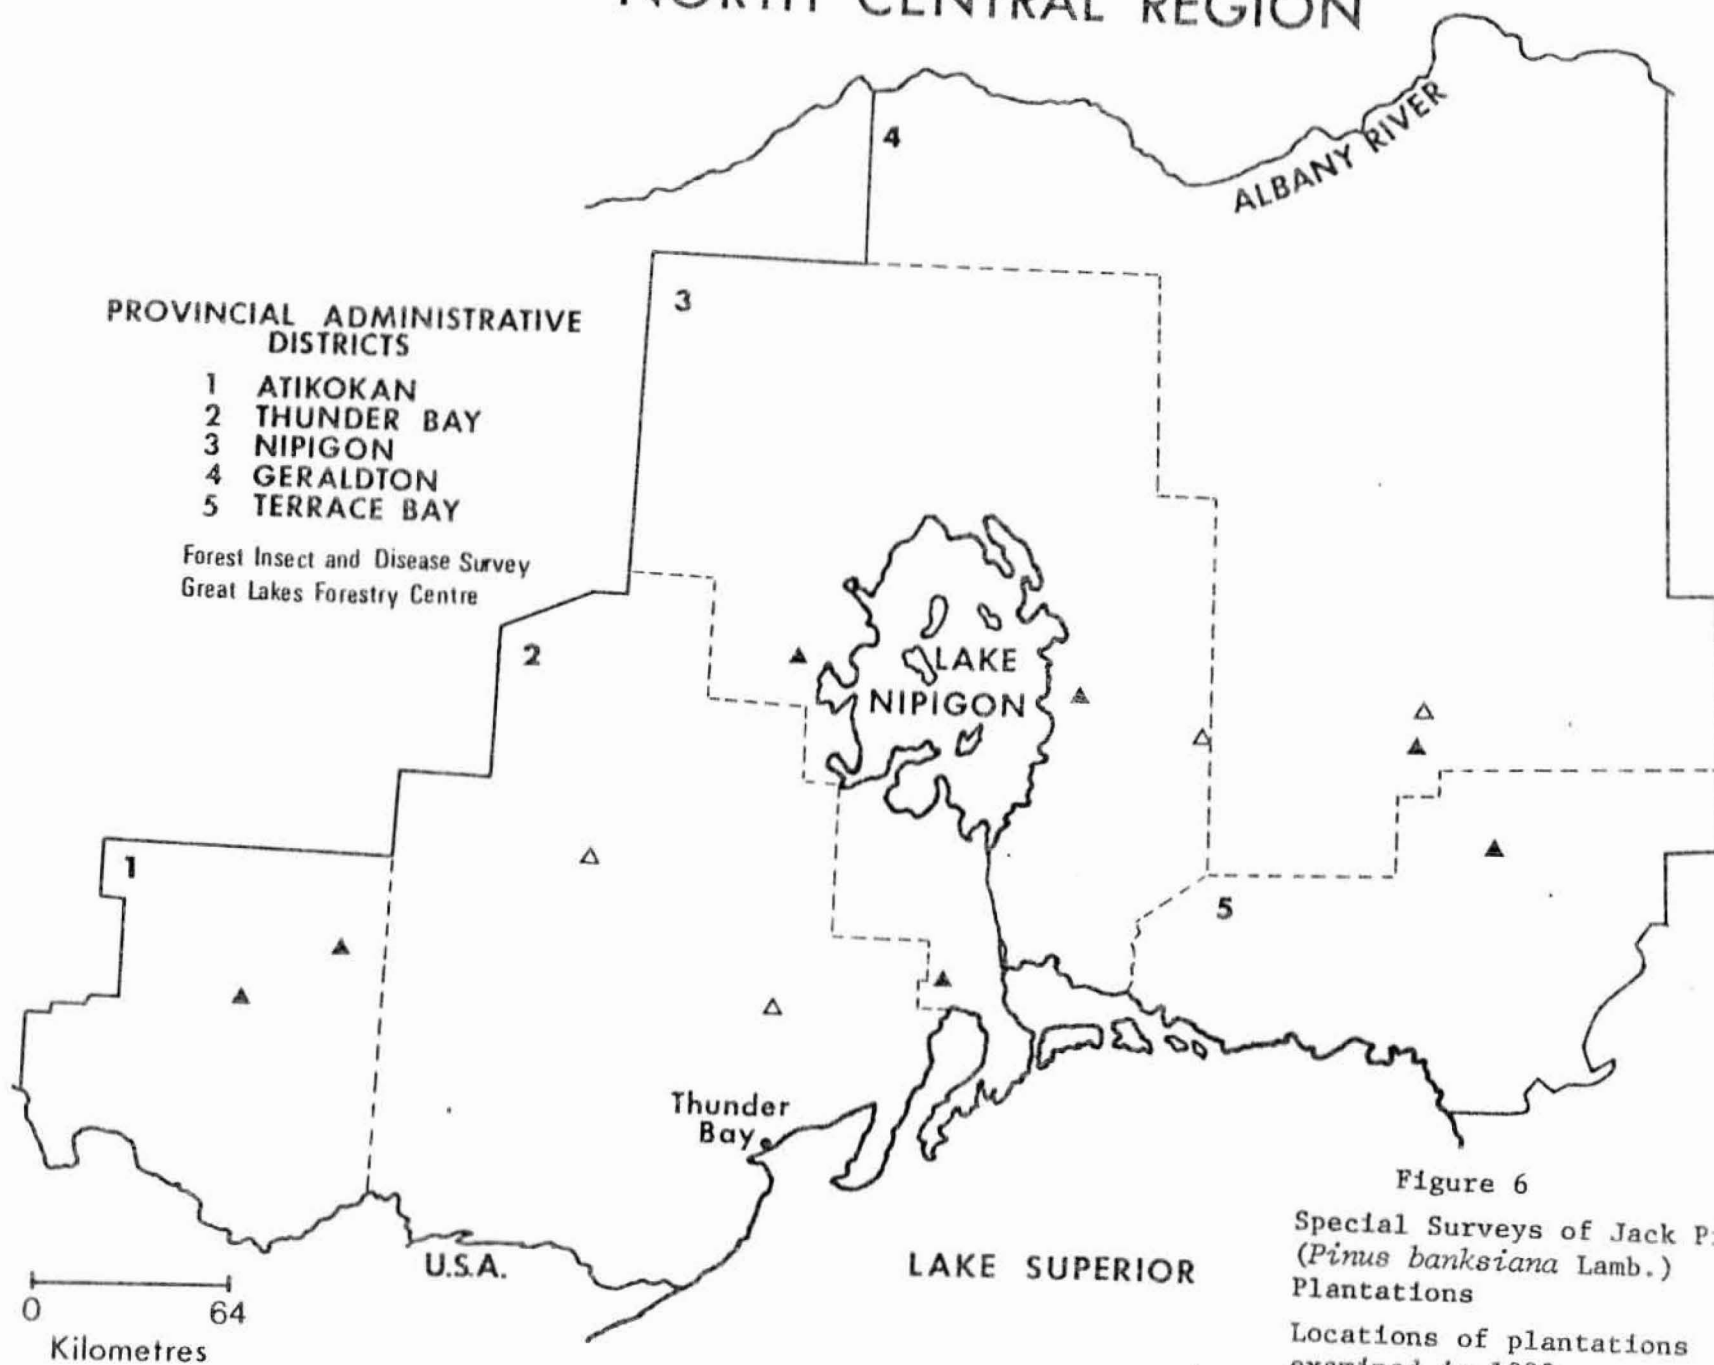 NORTH CENTRAL REGION
4
ALBANY RIVER
3
PROVINCIAL ADMINISTRATIVE
DISTRICTS
1 ATIKOKAN
2 THUNDER BAY
3 NIPIGON
4 GERALDTON
5 TERRACE BAY
Forest Insect and Disease Survey
Great Lakes Forestry Centre
2
LAKE
NIPIGON
1
5
Thunder
Bay
U.S.A.
LAKE SUPERIOR
0 64
Kilometres
Figure 6
Special Surveys of Jack
(Pinus banksiana Lamb.)
Plantations
Locations of plantations